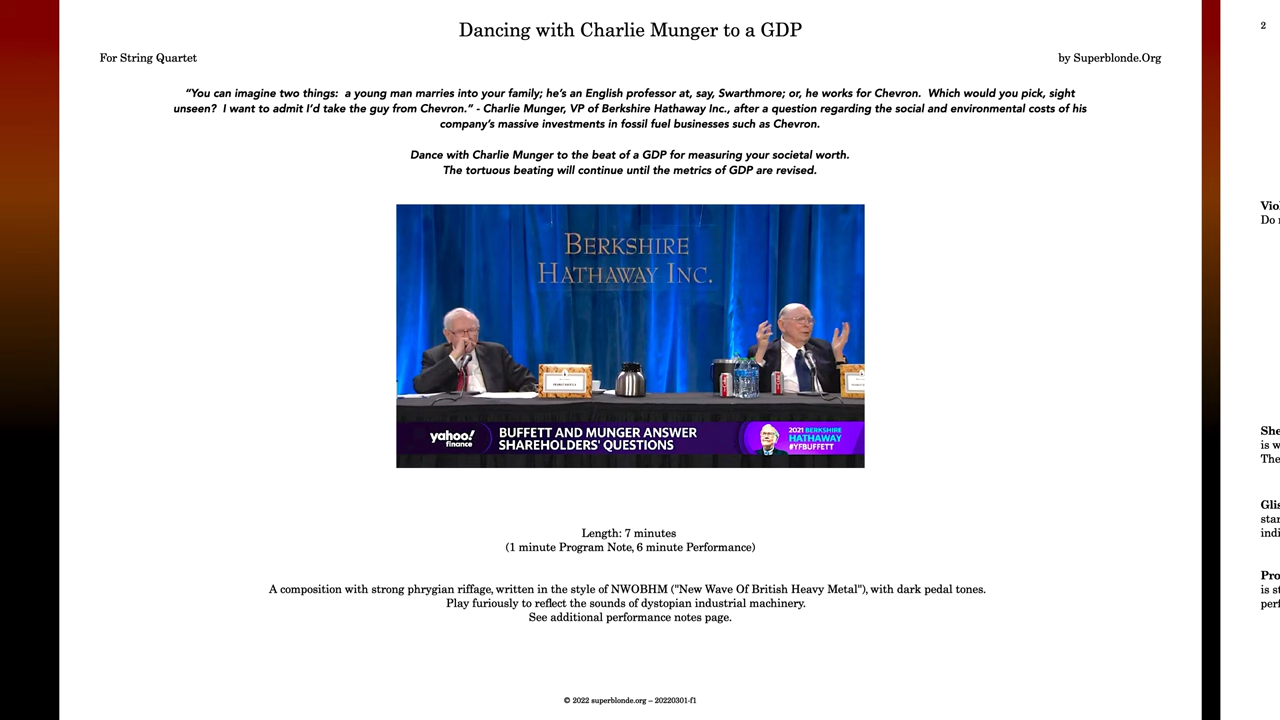 Dancing with Charlie Munger to a GDP
For String Quartet
by Superblonde.Org
“You can imagine two things:  a young man marries into your family; he’s an English professor at, say, Swarthmore; or, he works for Chevron.  Which would you pick, sight
unseen?  I want to admit I’d take the guy from Chevron.” - Charlie Munger, VP of Berkshire Hathaway Inc., after a question regarding the social and environmental costs of his
company’s massive investments in fossil fuel businesses such as Chevron.
Dance with Charlie Munger to the beat of a GDP for measuring your societal worth.
The tortuous beating will continue until the metrics of GDP are revised.
BERKSHIRE
HATHAWAY INC.
yahoo!
finance
BUFFETT AND MUNGER ANSWER
SHAREHOLDERS' QUESTIONS
2021 BERKSHIRE
HATHAWAY
#YFBUFFETT
Length: 7 minutes
(1 minute Program Note, 6 minute Performance)
A composition with strong phrygian riffage, written in the style of NWOBHM ("New Wave Of British Heavy Metal"), with dark pedal tones.
Play furiously to reflect the sounds of dystopian industrial machinery.
See additional performance notes page.
© 2022 superblonde.org – 20220301-f1
2
Do
is
The